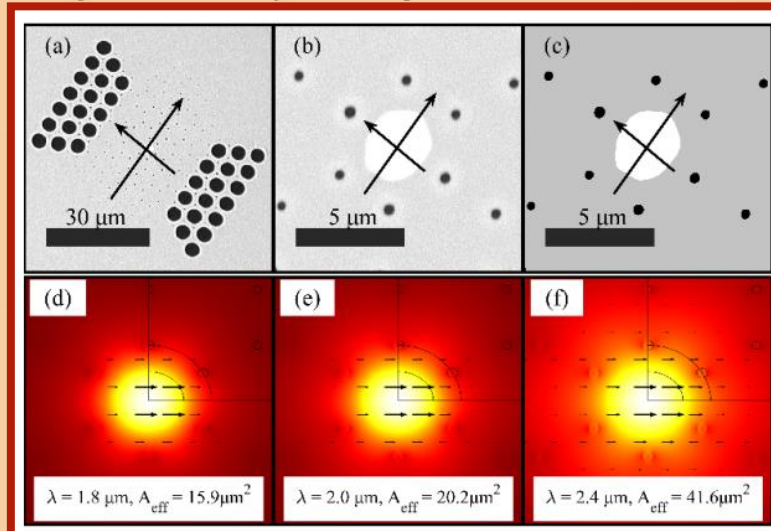 (a)
(b)
(c)
30 μm
5 μm
5 μm
(d)
(e)
(f)
λ = 1.8 μm, A_eff = 15.9μm²
λ = 2.0 μm, A_eff = 20.2μm²
λ = 2.4 μm, A_eff = 41.6μm²